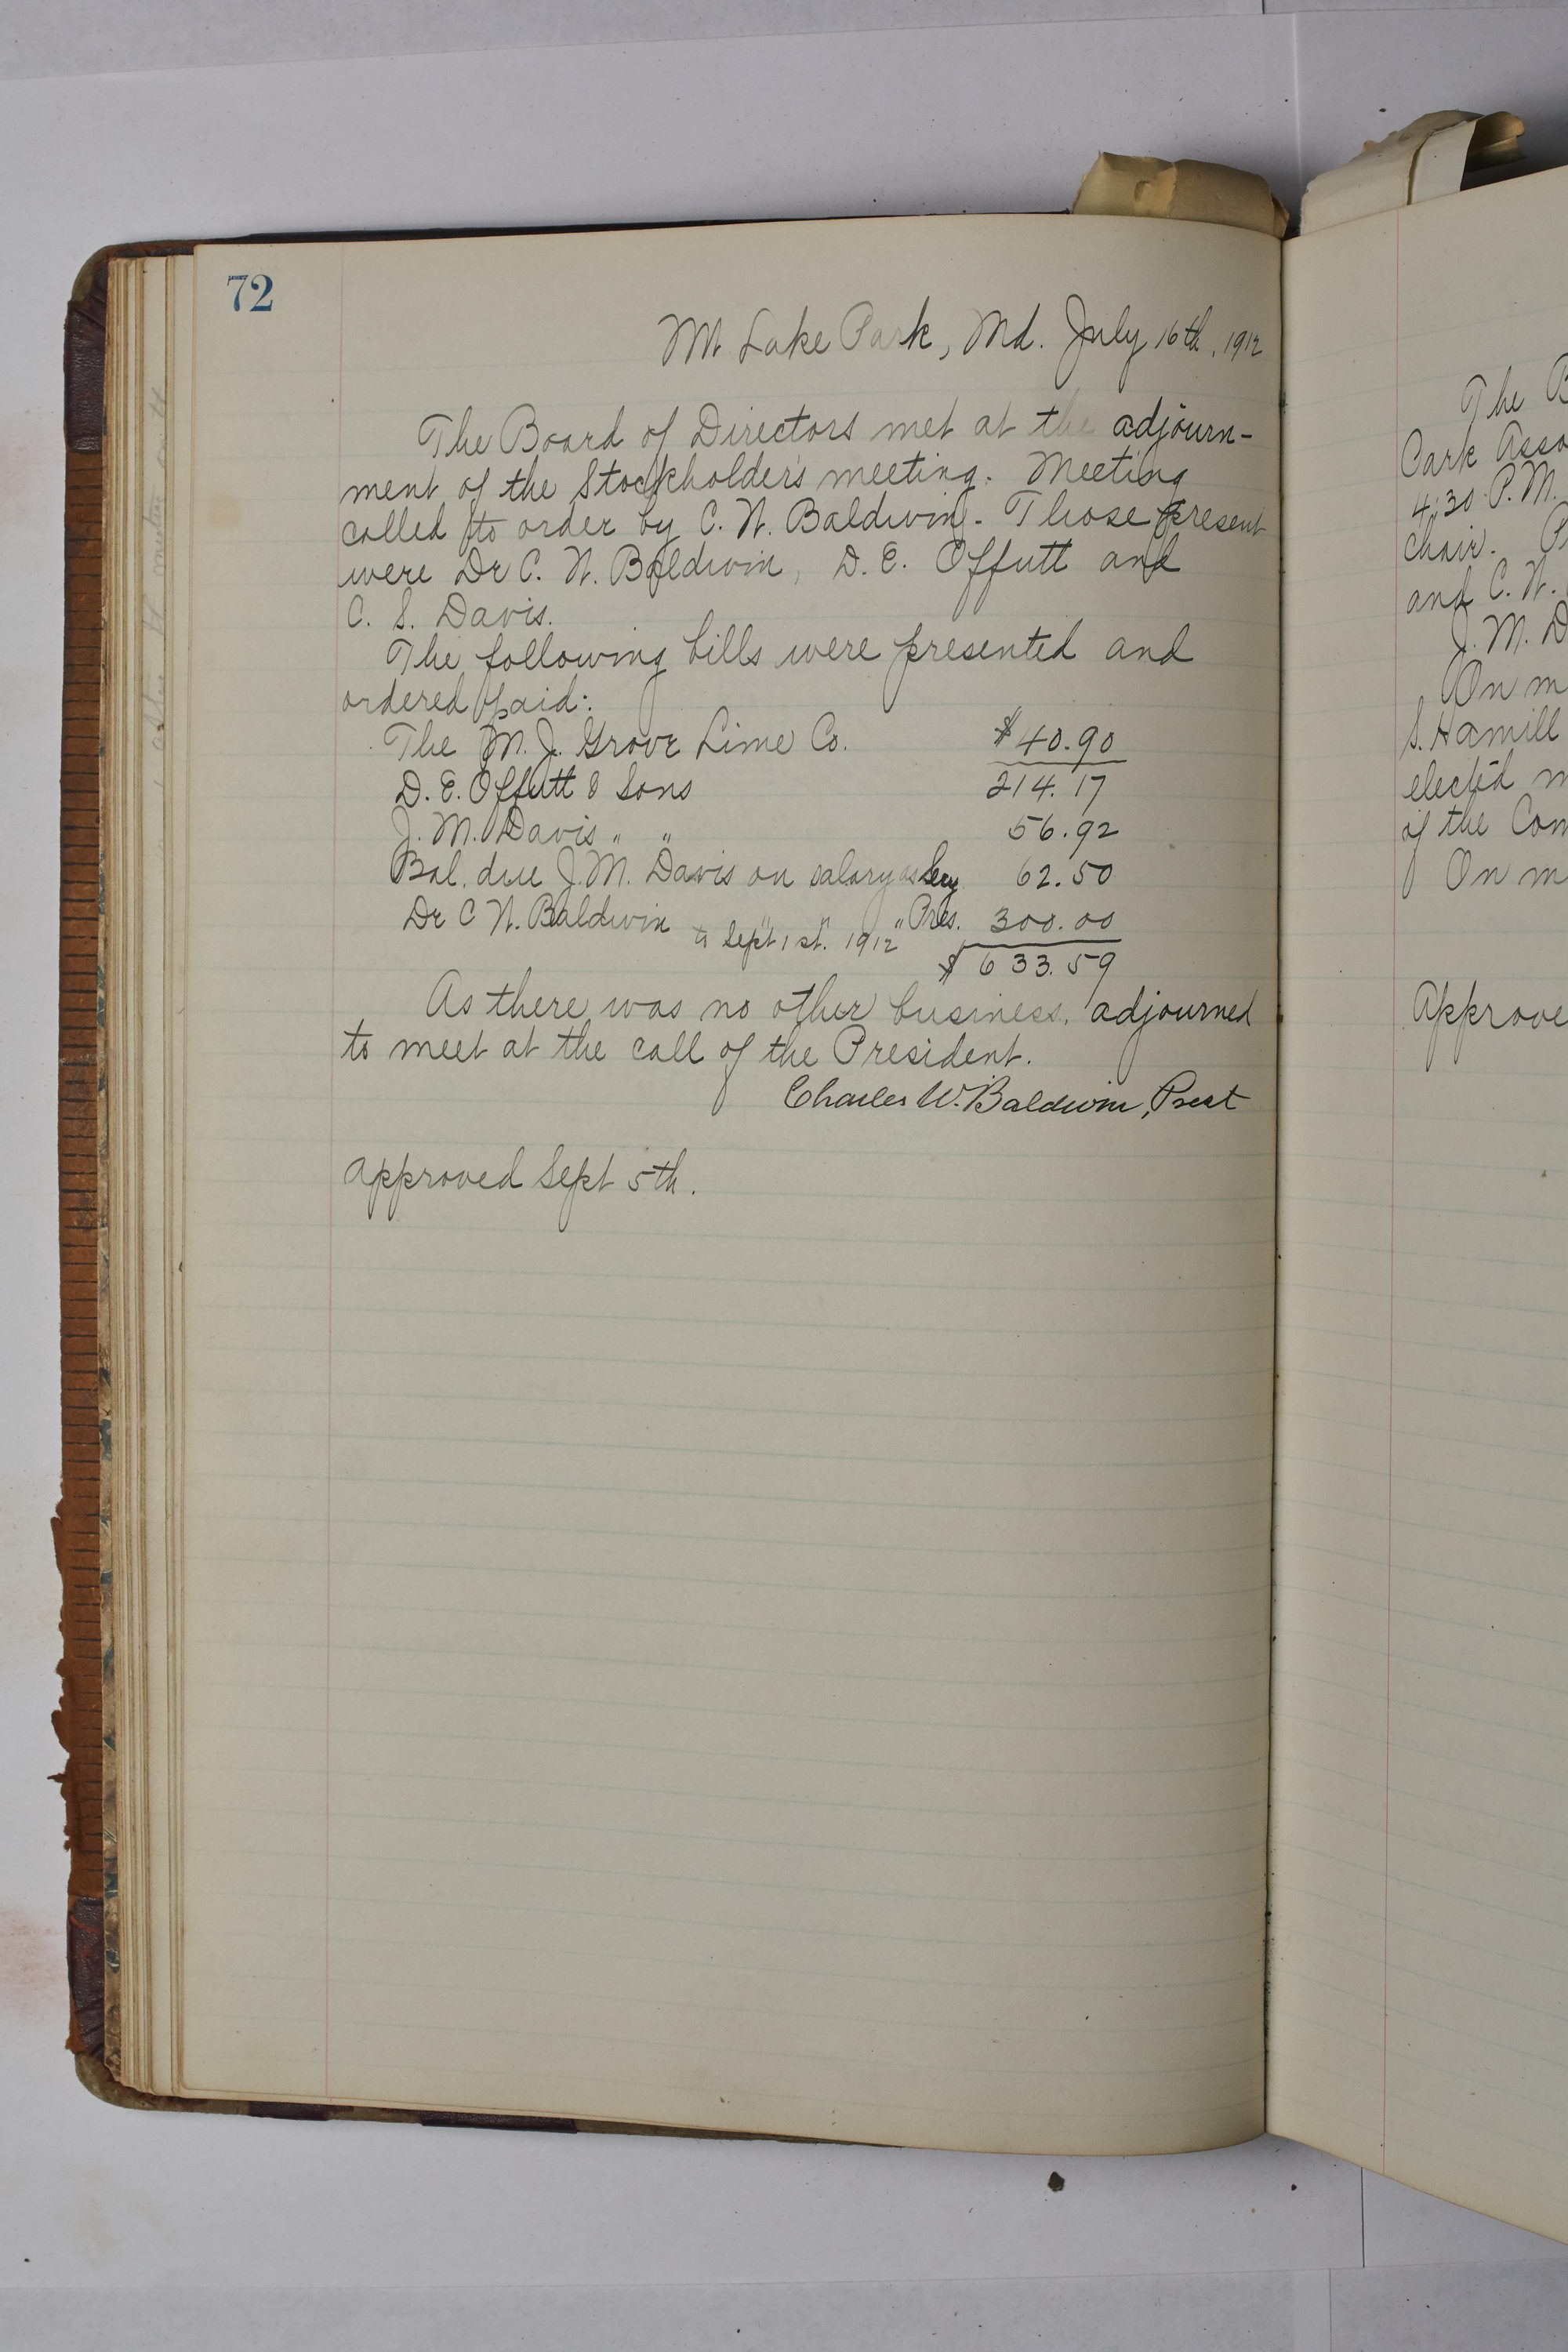 72
Mt. Lake Park, Md. July 16th, 1912
The Board of Directors met at the adjourn-
ment of the Stockholder's meeting. Meeting
called to order by C. W. Baldwin. Those present
were Dr C. W. Baldwin, D. E. Offutt and
C. S. Davis.
The following bills were presented and
ordered paid:
The M. J. Grove Lime Co. $40.90
D. E. Offutt & Sons 214.17
J. M. Davis " " 56.92
Bal. due J. M. Davis on salary as Secy. 62.50
Dr C W. Baldwin " " " Pres. 300.00
to Sept 1st. 1912 $633.59
As there was no other business, adjourned
to meet at the call of the President.
Charles W. Baldwin, Prest
approved Sept 5th.
The B
Park Asso
4:30 P.M.
chair. P
and C. W.
J. M. D
On m
S. Hamill
elected m
of the Com
On m
Approve